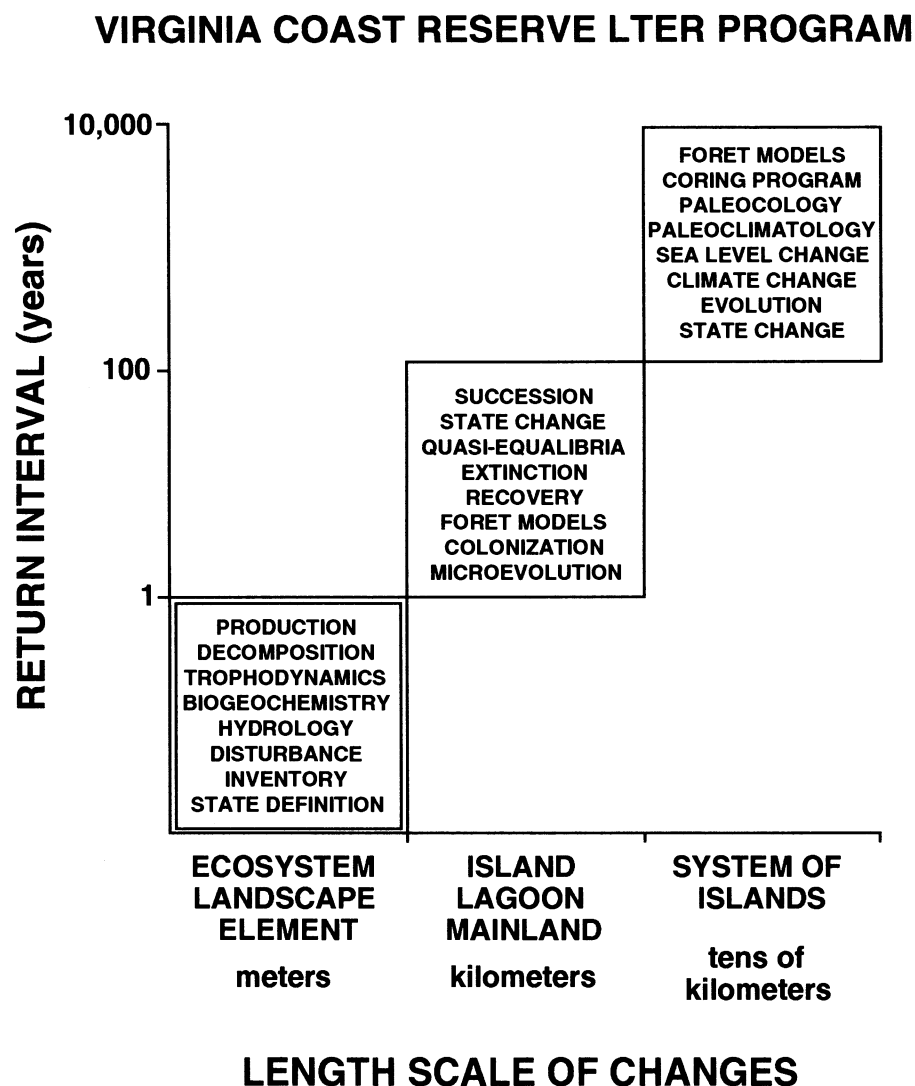 VIRGINIA COAST RESERVE LTER PROGRAM
RETURN INTERVAL (years)
10,000
100
1
FORET MODELS
CORING PROGRAM
PALEOCOLOGY
PALEOCLIMATOLOGY
SEA LEVEL CHANGE
CLIMATE CHANGE
EVOLUTION
STATE CHANGE
SUCCESSION
STATE CHANGE
QUASI-EQUALIBRIA
EXTINCTION
RECOVERY
FORET MODELS
COLONIZATION
MICROEVOLUTION
PRODUCTION
DECOMPOSITION
TROPHODYNAMICS
BIOGEOCHEMISTRY
HYDROLOGY
DISTURBANCE
INVENTORY
STATE DEFINITION
ECOSYSTEM
LANDSCAPE
ELEMENT
meters
ISLAND
LAGOON
MAINLAND
kilometers
SYSTEM OF
ISLANDS
tens of
kilometers
LENGTH SCALE OF CHANGES